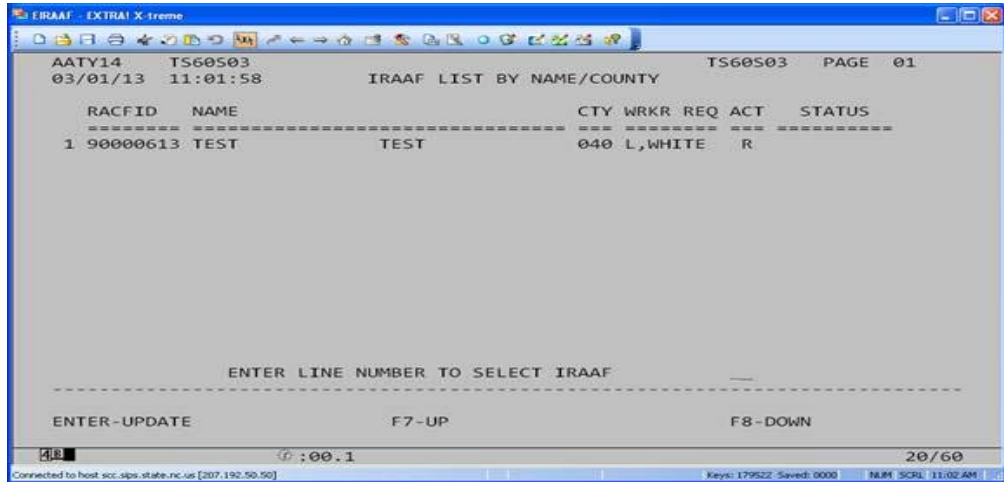 EIRAAF - EXTRA! X-treme
AATY14 TS60S03 TS60S03 PAGE 01
03/01/13 11:01:58 IRAAF LIST BY NAME/COUNTY
RACFID NAME CTY WRKR REQ ACT STATUS
======== ================================ === ======== === ==========
1 90000613 TEST TEST 040 L,WHITE R
ENTER LINE NUMBER TO SELECT IRAAF __
ENTER-UPDATE F7-UP F8-DOWN
:00.1 20/60
Connected to host scc.sips.state.nc.us [207.192.50.50] Keys: 179522 Saved: 0000 NUM SCRL 11:02 AM